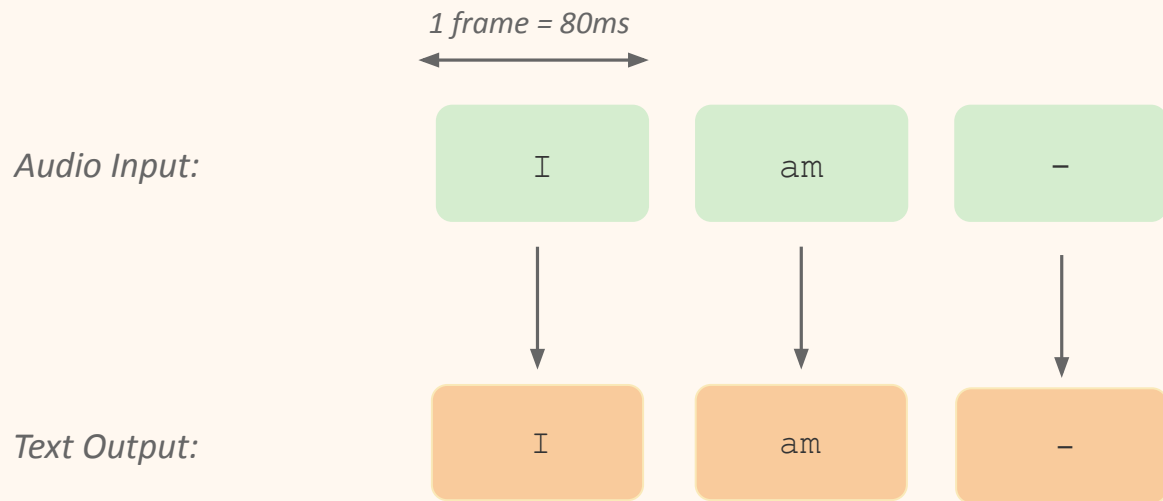 1 frame = 80ms
Audio Input: I am -
Text Output: I am -